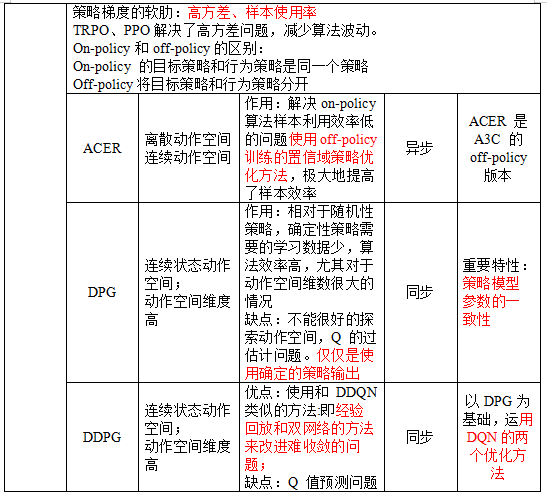 策略梯度的软肋：高方差、样本使用率
TRPO、PPO 解决了高方差问题，减少算法波动。
On-policy 和 off-policy 的区别：
On-policy 的目标策略和行为策略是同一个策略
Off-policy 将目标策略和行为策略分开
ACER
离散动作空间
连续动作空间
作用：解决 on-policy
算法样本利用效率低
的问题使用 off-policy
训练的置信域策略优
化方法，极大地提高
了样本效率
异步
ACER 是
A3C 的
off-policy
版本
DPG
连续状态动作
空间；
动作空间维度
高
作用：相对于随机性
策略，确定性策略需
要的学习数据少，算
法效率高，尤其对于
动作空间维数很大的
情况
缺点：不能很好的探
索动作空间，Q 的过
估计问题。仅仅是使
用确定的策略输出
同步
重要特性：
策略模型
参数的一
致性
DDPG
连续状态动作
空间；
动作空间维度
高
优点：使用和 DDQN
类似的方法:即经验
回放和双网络的方法
来改进难收敛的问
题；
缺点：Q 值预测问题
同步
以 DPG 为
基础，运用
DQN 的两
个优化方
法